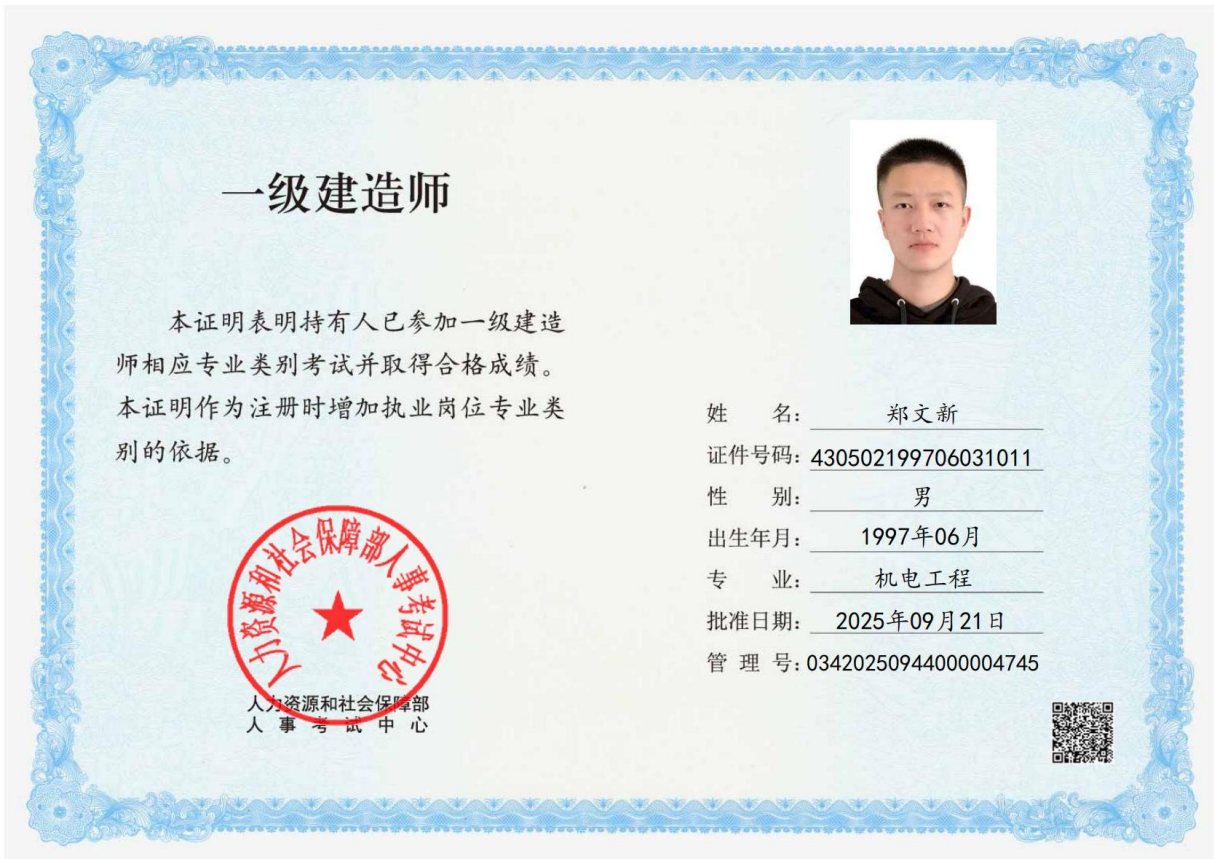 一级建造师
本证明表明持有人已参加一级建造
师相应专业类别考试并取得合格成绩。
本证明作为注册时增加执业岗位专业类
别的依据。
人力资源和社会保障部人事考试中心
人力资源和社会保障部
人事考试中心
姓 名: 郑文新
证件号码: 430502199706031011
性 别: 男
出生年月: 1997年06月
专 业: 机电工程
批准日期: 2025年09月21日
管 理 号: 03420250944000004745